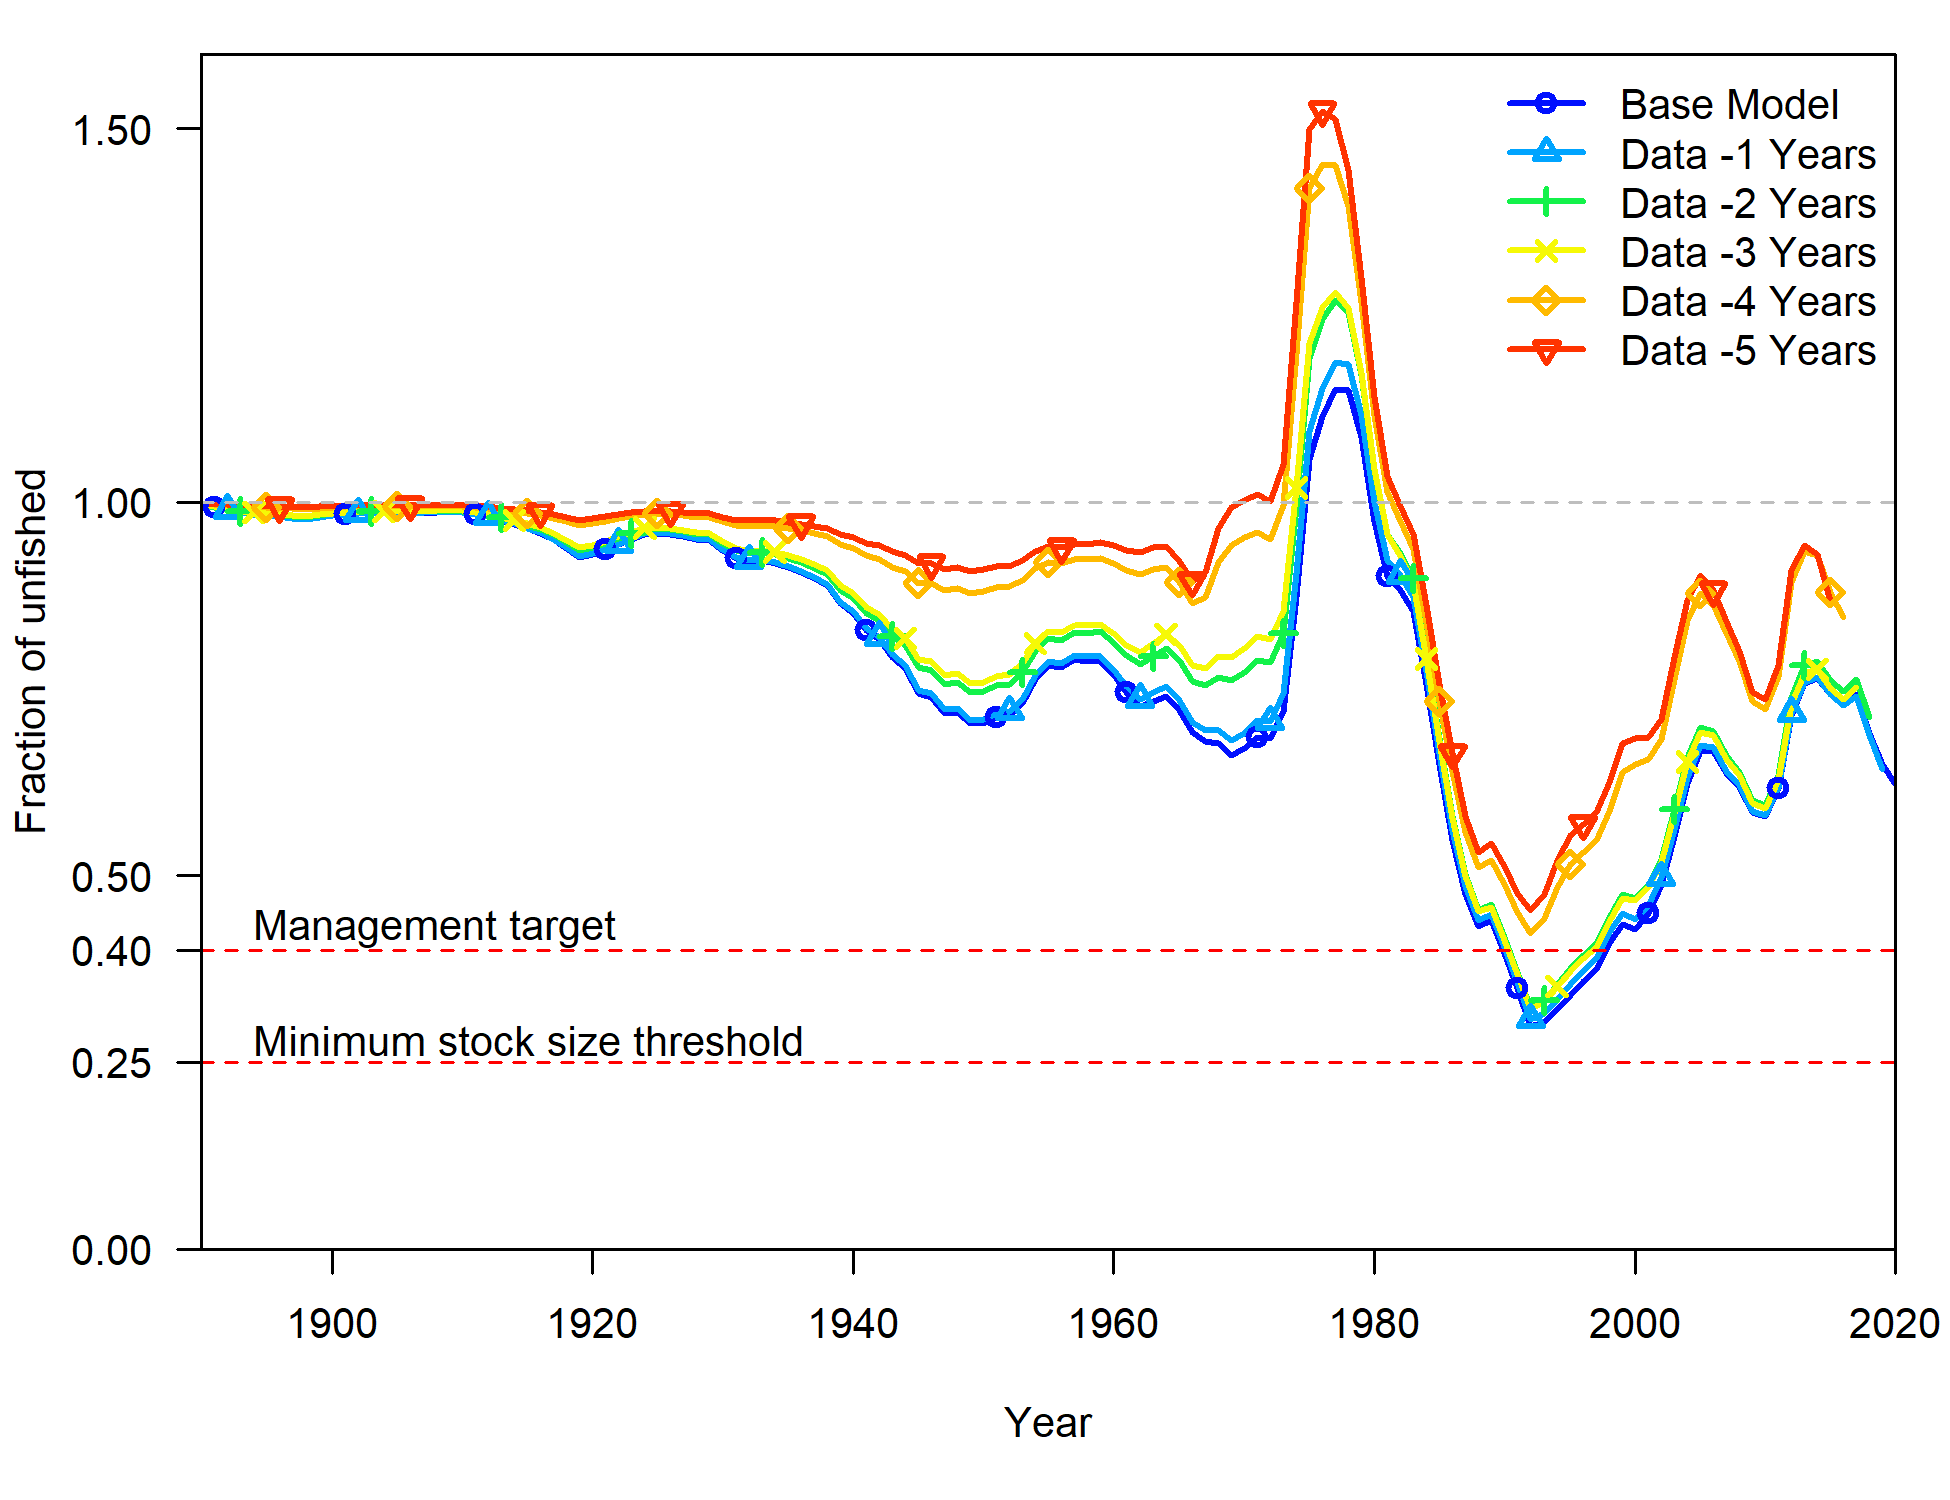 1.50
1.00
0.50
0.40
0.25
0.00
Fraction of unfished
Base Model
Data -1 Years
Data -2 Years
Data -3 Years
Data -4 Years
Data -5 Years
Management target
Minimum stock size threshold
1900 1920 1940 1960 1980 2000 2020
Year